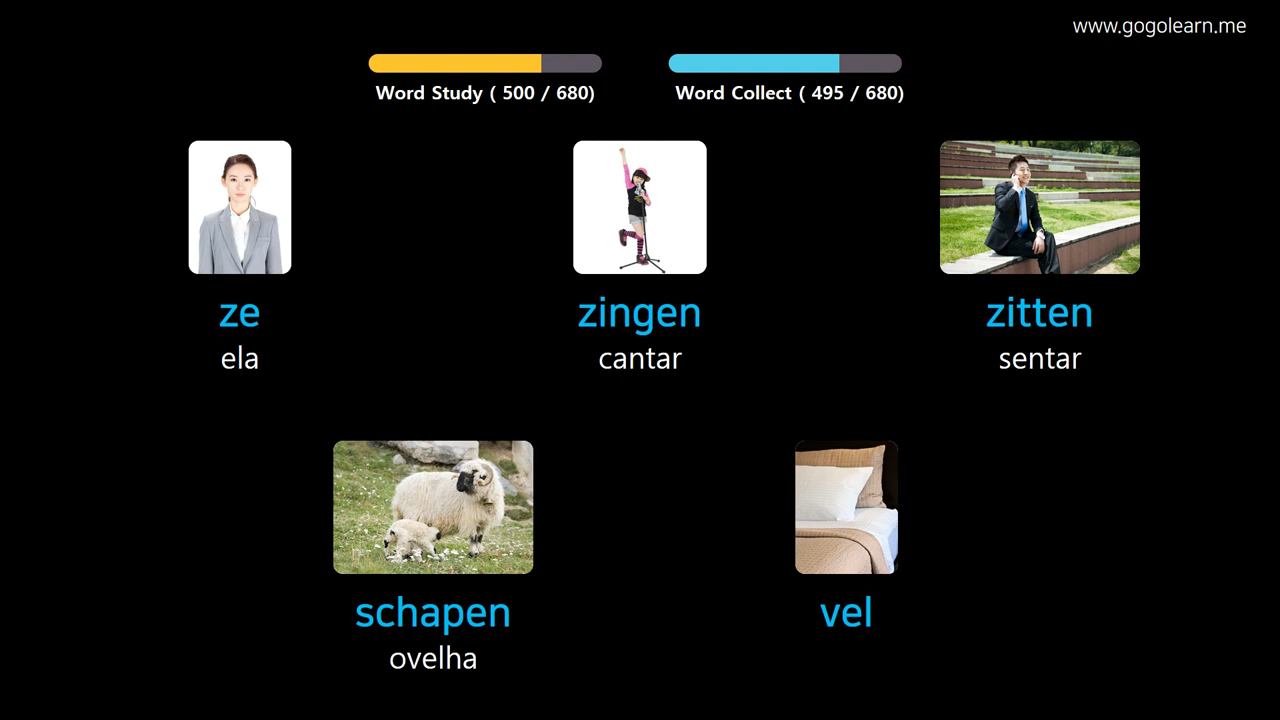 www.gogolearn.me
Word Study ( 500 / 680)
Word Collect ( 495 / 680)
ze
ela
zingen
cantar
zitten
sentar
schapen
ovelha
vel